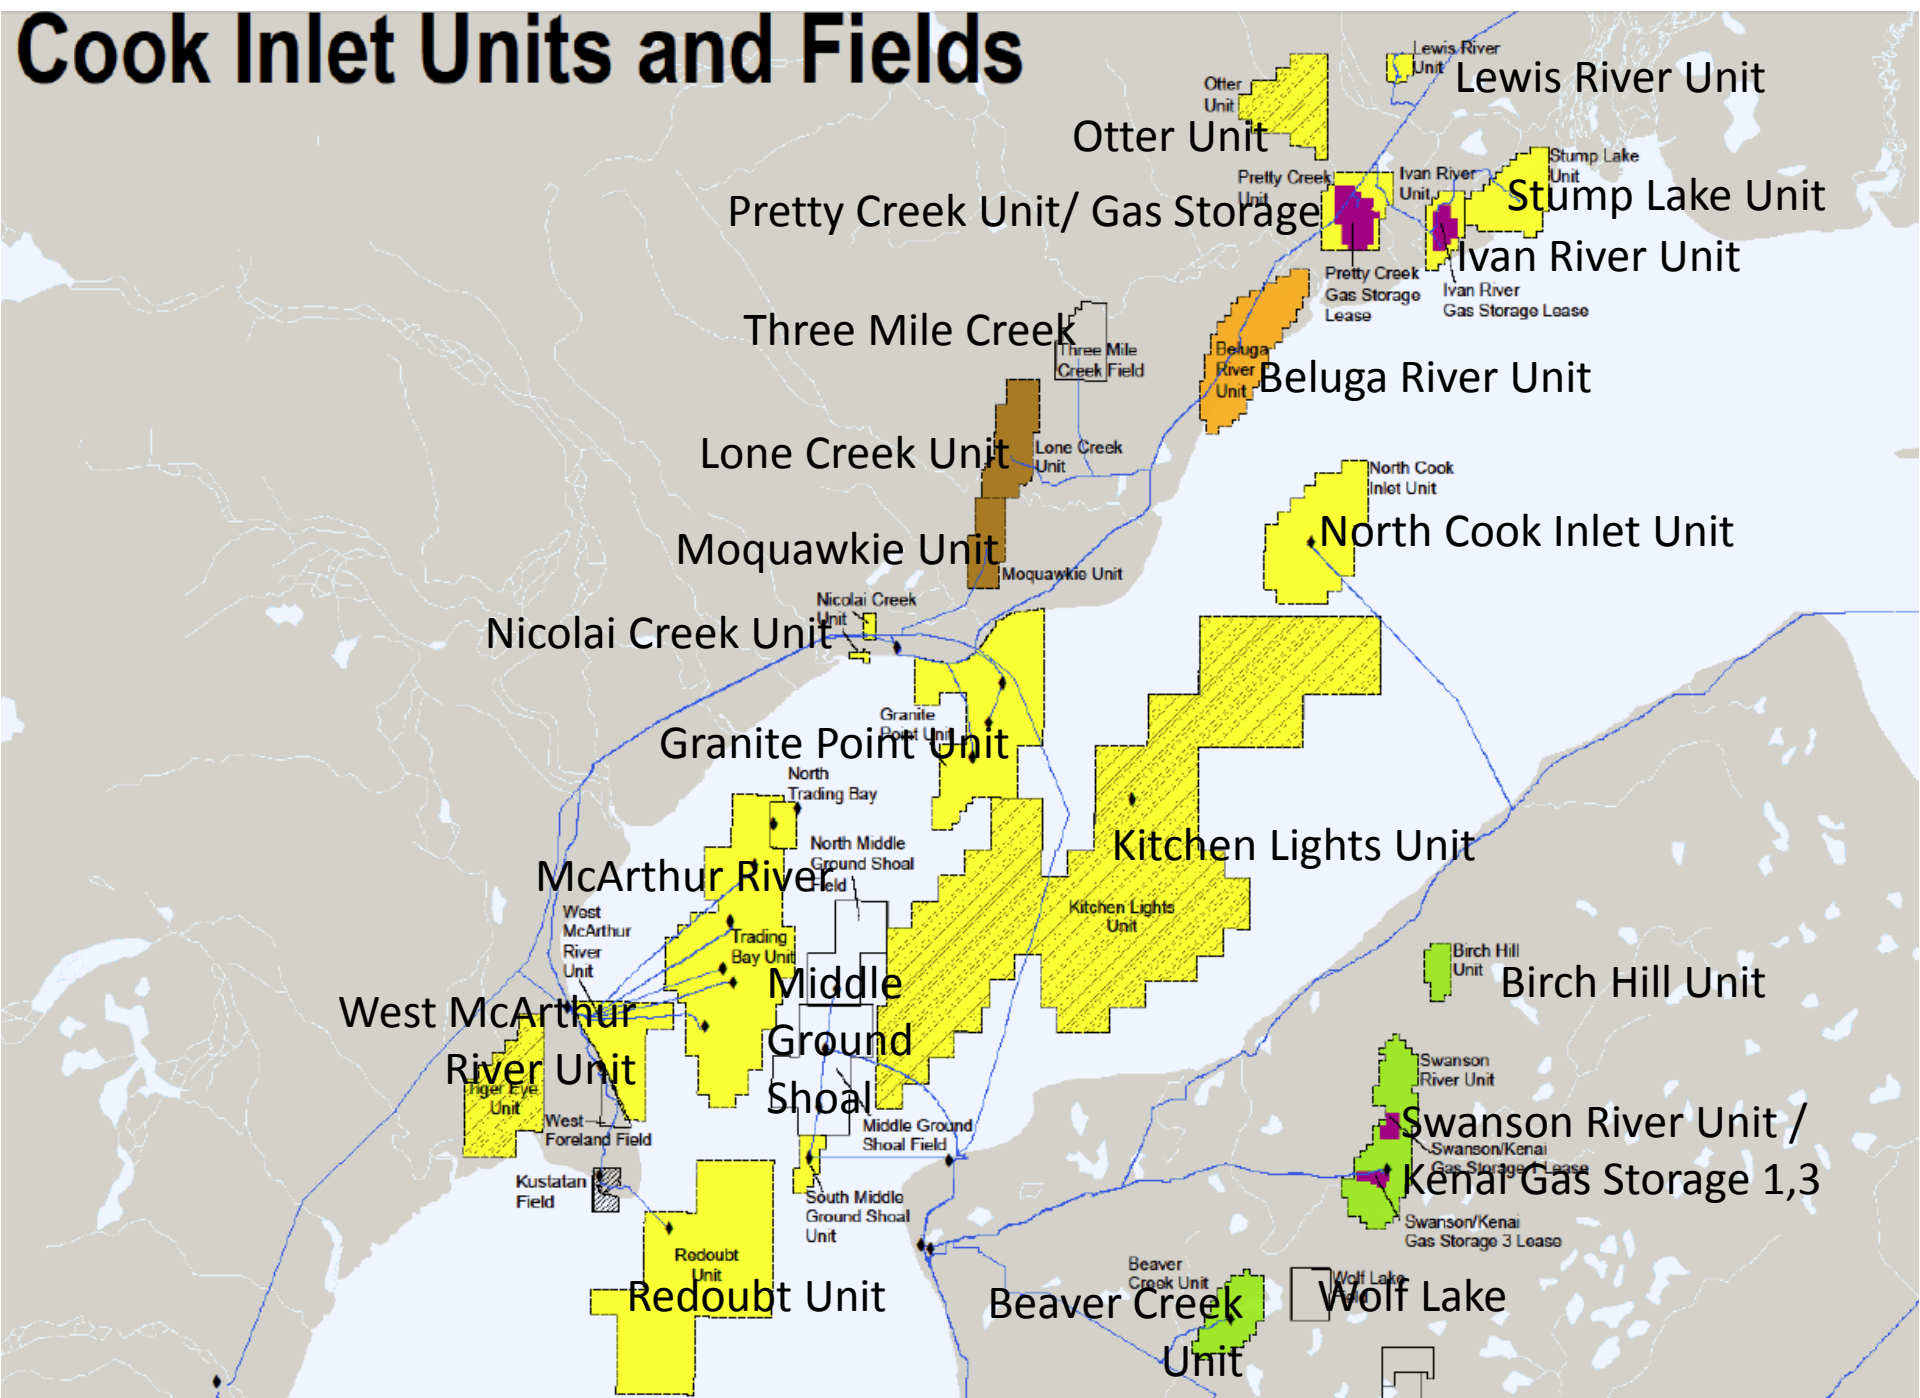 Cook Inlet Units and Fields
Lewis River
Unit
Lewis River Unit
Otter
Unit
Otter Unit
Pretty Creek
Unit
Pretty Creek Unit/ Gas Storage
Ivan River
Unit
Stump Lake
Unit
Stump Lake Unit
Ivan River Unit
Pretty Creek
Gas Storage
Lease
Ivan River
Gas Storage Lease
Three Mile Creek
Three Mile
Creek Field
Beluga
River
Unit
Beluga River Unit
Lone Creek Unit
Lone Creek
Unit
North Cook
Inlet Unit
North Cook Inlet Unit
Moquawkie Unit
Moquawkie Unit
Nicolai Creek
Unit
Nicolai Creek Unit
Granite
Point Unit
Granite Point Unit
North
Trading Bay
North Middle
Ground Shoal
Field
McArthur River
Kitchen Lights Unit
Kitchen Lights
Unit
West
McArthur
River
Unit
Trading
Bay Unit
Birch Hill
Unit
Birch Hill Unit
Middle
Ground
Shoal
West McArthur
River Unit
Tiger Eye
Unit
West
Foreland Field
Middle Ground
Shoal Field
Swanson
River Unit
Swanson River Unit /
Kenai Gas Storage 1,3
Swanson/Kenai
Gas Storage 1 Lease
Swanson/Kenai
Gas Storage 3 Lease
Kustatan
Field
South Middle
Ground Shoal
Unit
Redoubt
Unit
Redoubt Unit
Beaver
Creek Unit
Beaver Creek
Unit
Wolf Lake
Field
Wolf Lake